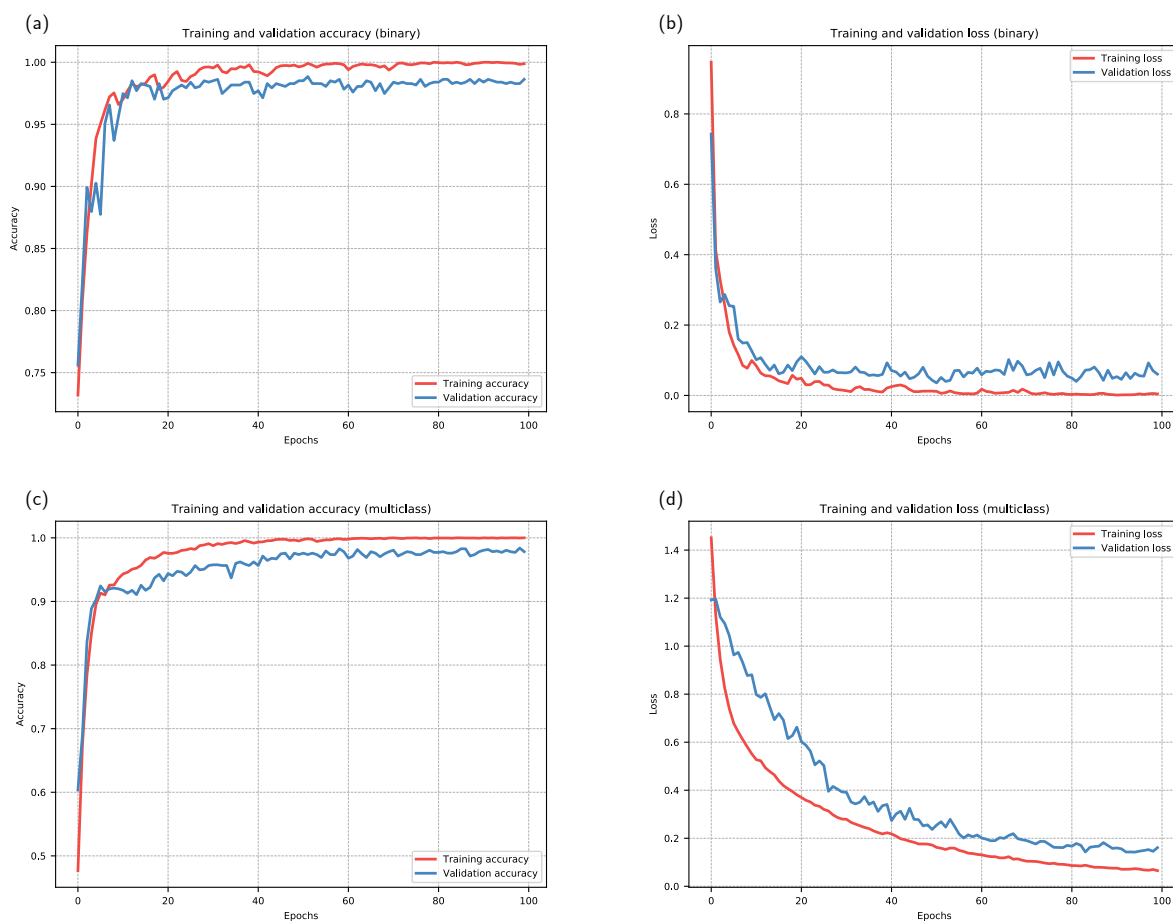 (a)
Training and validation accuracy (binary)
1.00
0.95
0.90
0.85
0.80
0.75
Accuracy
0 20 40 60 80 100
Epochs
Training accuracy
Validation accuracy
(b)
Training and validation loss (binary)
0.8
0.6
0.4
0.2
0.0
Loss
0 20 40 60 80 100
Epochs
Training loss
Validation loss
(c)
Training and validation accuracy (multiclass)
1.0
0.9
0.8
0.7
0.6
0.5
Accuracy
0 20 40 60 80 100
Epochs
Training accuracy
Validation accuracy
(d)
Training and validation loss (multiclass)
1.4
1.2
1.0
0.8
0.6
0.4
0.2
0.0
Loss
0 20 40 60 80 100
Epochs
Training loss
Validation loss